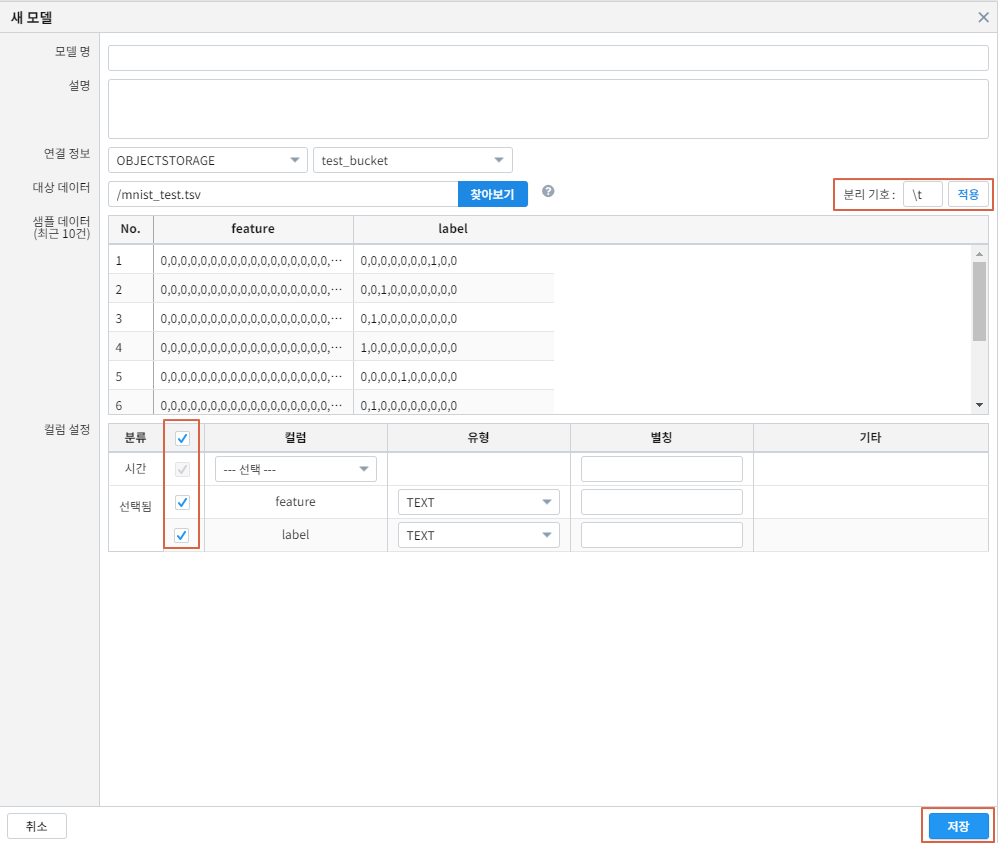 새 모델
모델 명
설명
연결 정보 OBJECTSTORAGE test_bucket
대상 데이터 /mnist_test.tsv 찾아보기 ? 분리 기호 : \t 적용
샘플 데이터
(최근 10건)
No. feature label
1 0,0,0,0,0,0,0,0,0,0,0,0,0,0,0,0,0,··· 0,0,0,0,0,0,0,1,0,0
2 0,0,0,0,0,0,0,0,0,0,0,0,0,0,0,0,0,··· 0,0,1,0,0,0,0,0,0,0
3 0,0,0,0,0,0,0,0,0,0,0,0,0,0,0,0,0,··· 0,1,0,0,0,0,0,0,0,0
4 0,0,0,0,0,0,0,0,0,0,0,0,0,0,0,0,0,··· 1,0,0,0,0,0,0,0,0,0
5 0,0,0,0,0,0,0,0,0,0,0,0,0,0,0,0,0,··· 0,0,0,0,1,0,0,0,0,0
6 0,0,0,0,0,0,0,0,0,0,0,0,0,0,0,0,0,··· 0,1,0,0,0,0,0,0,0,0
컬럼 설정
분류 컬럼 유형 별칭 기타
시간 --- 선택 ---
선택됨 feature TEXT
label TEXT
취소 저장